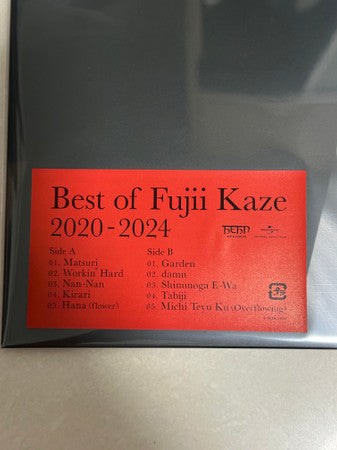 Best of Fujii Kaze
2020-2024
Side A
01. Matsuri
02. Workin' Hard
03. Nan-Nan
04. Kirari
05. Hana (flower)
Side B
01. Garden
02. damn
03. Shinunoga E-Wa
04. Tabiji
05. Michi Teyu Ku (Overflowing)